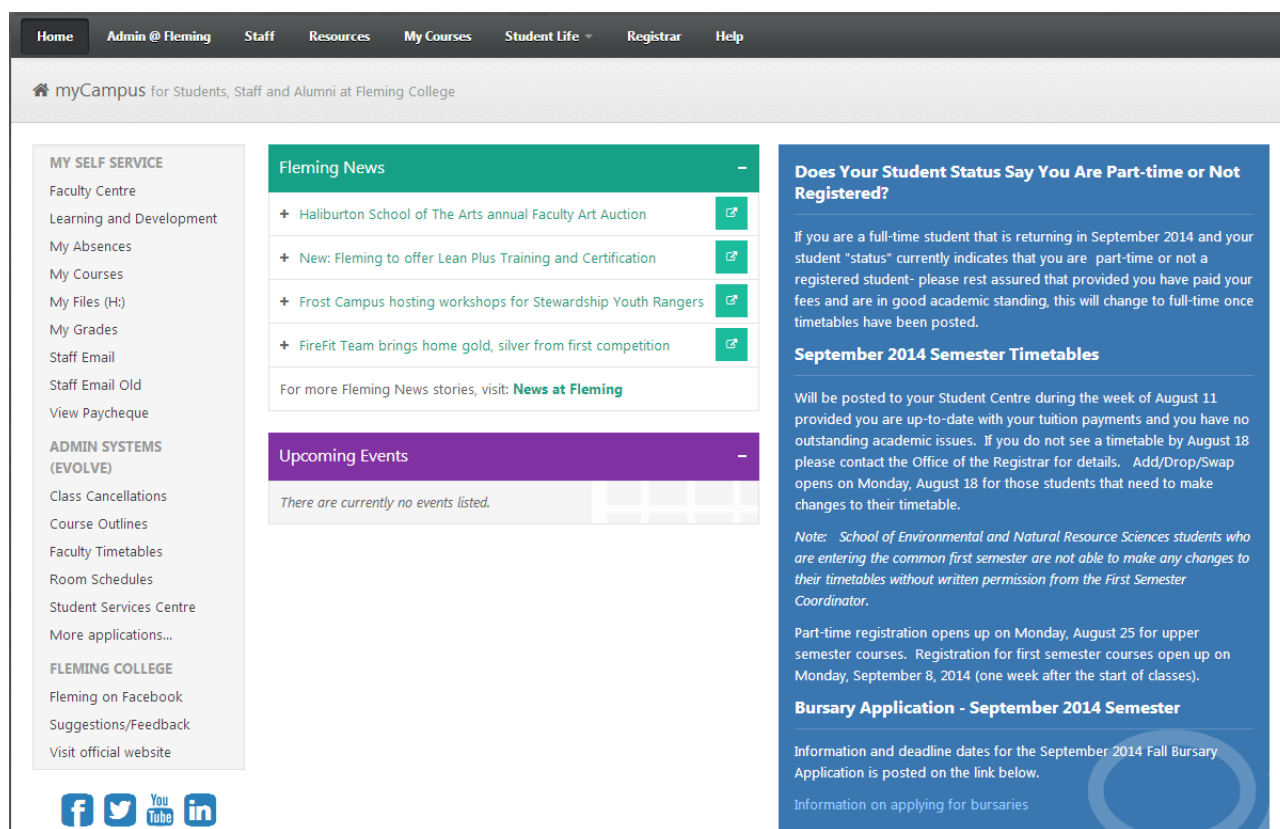 Home Admin @ Fleming Staff Resources My Courses Student Life Registrar Help
myCampus for Students, Staff and Alumni at Fleming College
MY SELF SERVICE
Faculty Centre
Learning and Development
My Absences
My Courses
My Files (H:)
My Grades
Staff Email
Staff Email Old
View Paycheque
ADMIN SYSTEMS
(EVOLVE)
Class Cancellations
Course Outlines
Faculty Timetables
Room Schedules
Student Services Centre
More applications...
FLEMING COLLEGE
Fleming on Facebook
Suggestions/Feedback
Visit official website
f You Tube in
Fleming News –
+ Haliburton School of The Arts annual Faculty Art Auction
+ New: Fleming to offer Lean Plus Training and Certification
+ Frost Campus hosting workshops for Stewardship Youth Rangers
+ FireFit Team brings home gold, silver from first competition
For more Fleming News stories, visit: News at Fleming
Upcoming Events –
There are currently no events listed.
Does Your Student Status Say You Are Part-time or Not
Registered?
If you are a full-time student that is returning in September 2014 and your
student "status" currently indicates that you are part-time or not a
registered student- please rest assured that provided you have paid your
fees and are in good academic standing, this will change to full-time once
timetables have been posted.
September 2014 Semester Timetables
Will be posted to your Student Centre during the week of August 11
provided you are up-to-date with your tuition payments and you have no
outstanding academic issues. If you do not see a timetable by August 18
please contact the Office of the Registrar for details. Add/Drop/Swap
opens on Monday, August 18 for those students that need to make
changes to their timetable.
Note: School of Environmental and Natural Resource Sciences students who
are entering the common first semester are not able to make any changes to
their timetables without written permission from the First Semester
Coordinator.
Part-time registration opens up on Monday, August 25 for upper
semester courses. Registration for first semester courses open up on
Monday, September 8, 2014 (one week after the start of classes).
Bursary Application - September 2014 Semester
Information and deadline dates for the September 2014 Fall Bursary
Application is posted on the link below.
Information on applying for bursaries